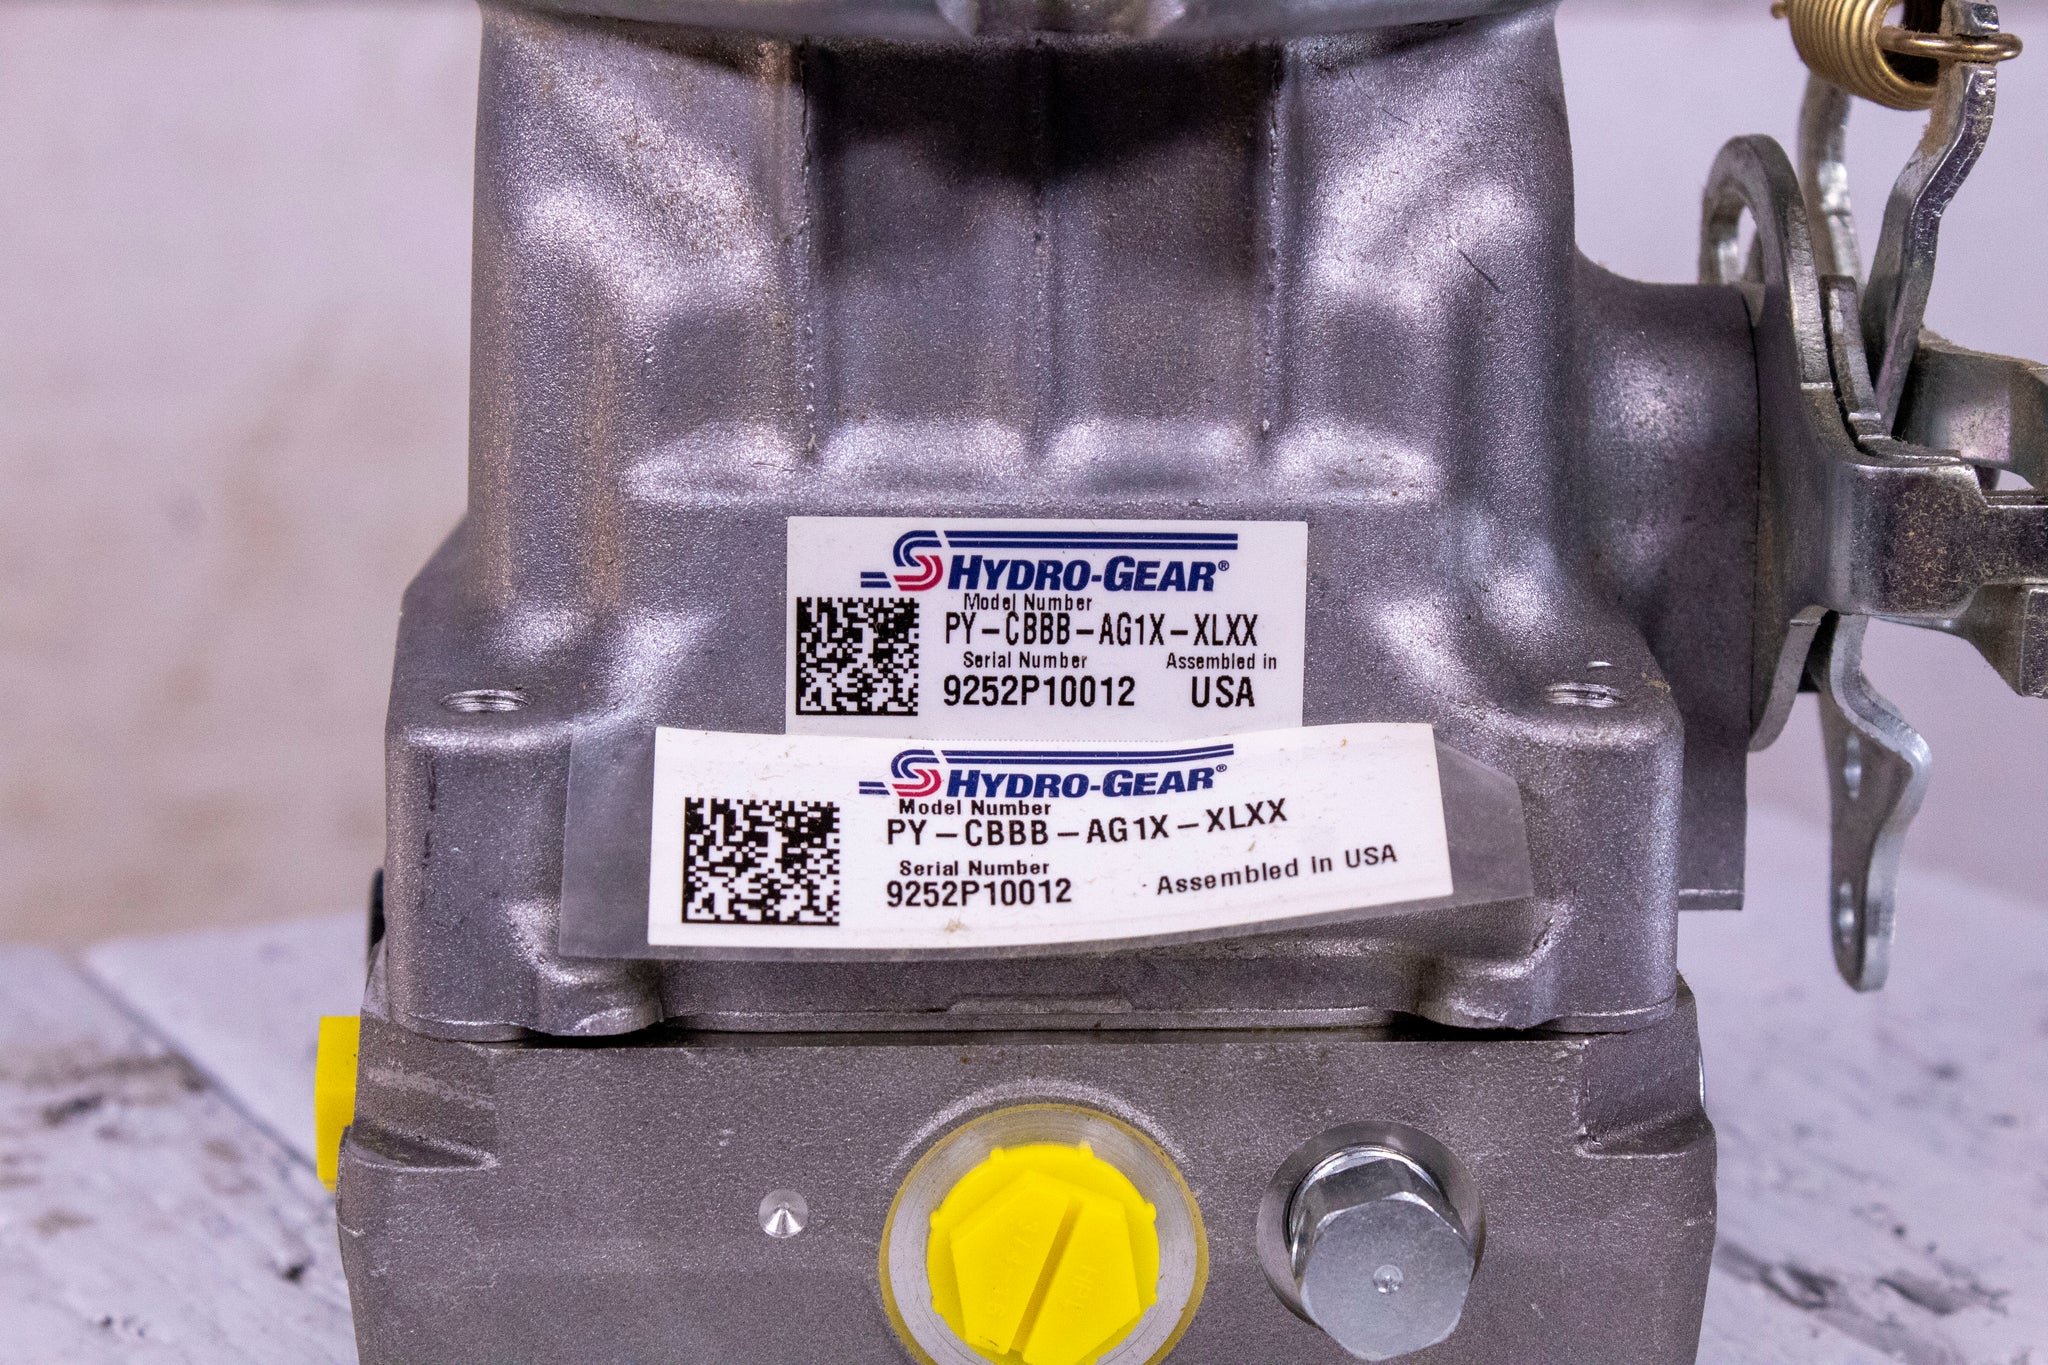 HYDRO-GEAR®
Model Number
PY-CBBB-AG1X-XLXX
Serial Number Assembled in
9252P10012 USA
HYDRO-GEAR®
Model Number
PY-CBBB-AG1X-XLXX
Serial Number
9252P10012 Assembled in USA